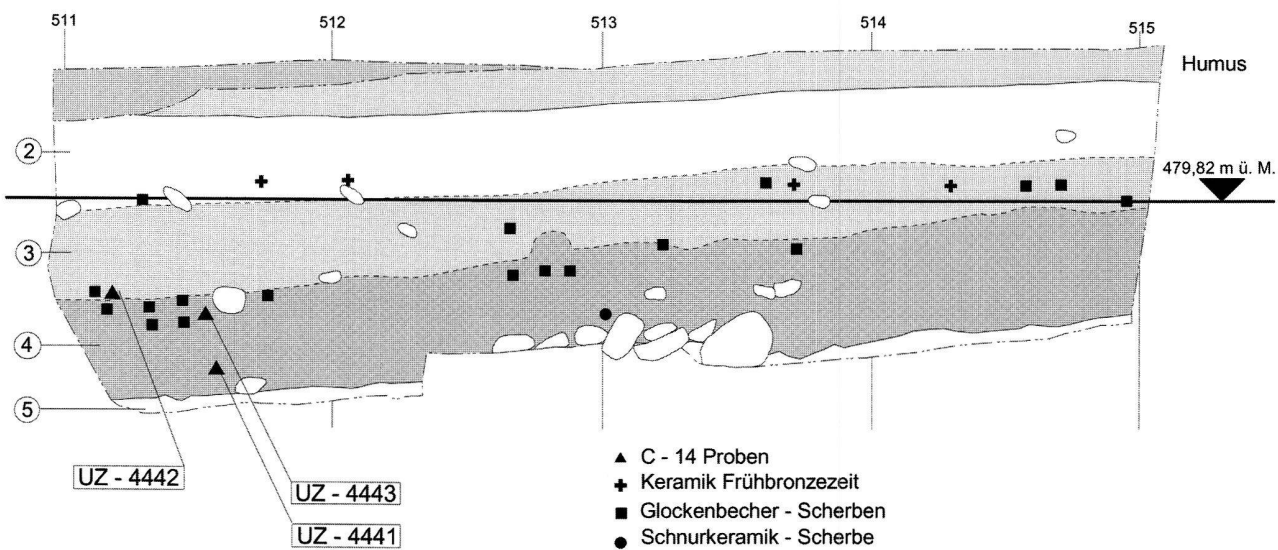 511
512
513
514
515
Humus
2
479,82 m ü. M.
3
4
5
UZ - 4442
UZ - 4443
UZ - 4441
C - 14 Proben
Keramik Frühbronzezeit
Glockenbecher - Scherben
Schnurkeramik - Scherbe